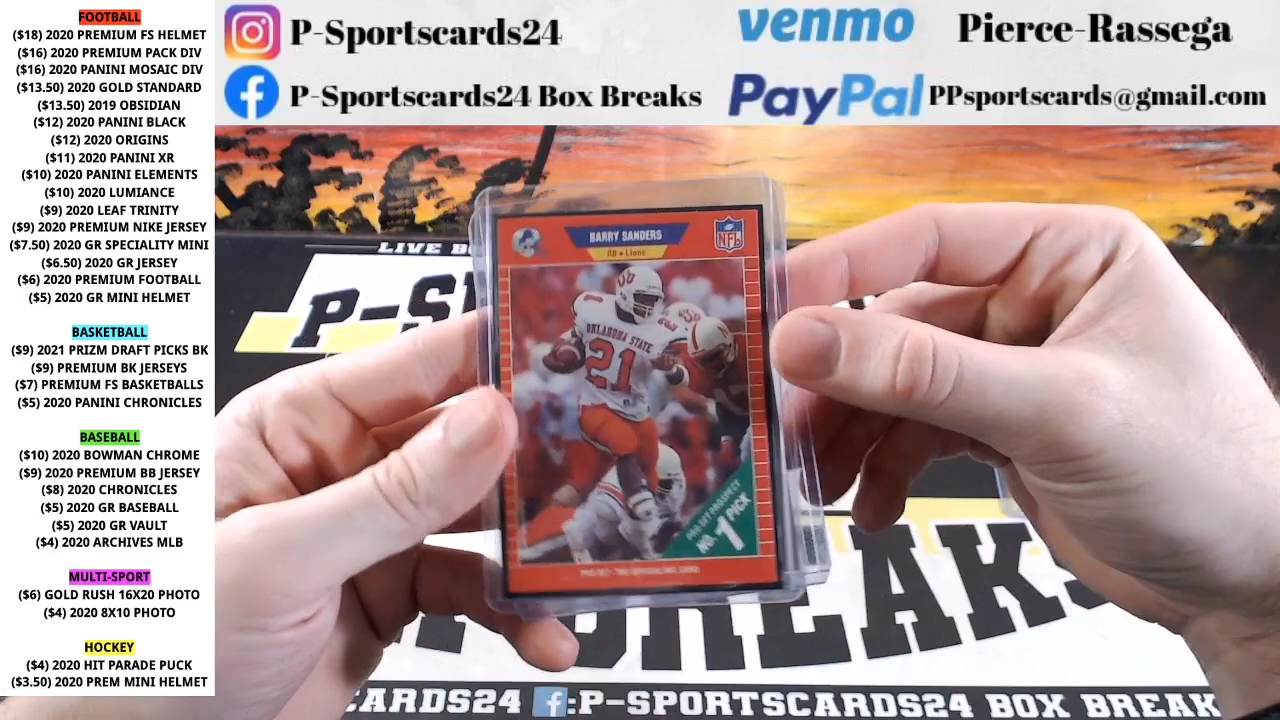 FOOTBALL
($18) 2020 PREMIUM FS HELMET
($16) 2020 PREMIUM PACK DIV
($16) 2020 PANINI MOSAIC DIV
($13.50) 2020 GOLD STANDARD
($13.50) 2019 OBSIDIAN
($12) 2020 PANINI BLACK
($12) 2020 ORIGINS
($11) 2020 PANINI XR
($10) 2020 PANINI ELEMENTS
($10) 2020 LUMIANCE
($9) 2020 LEAF TRINITY
($9) 2020 PREMIUM NIKE JERSEY
($7.50) 2020 GR SPECIALITY MINI
($6.50) 2020 GR JERSEY
($6) 2020 PREMIUM FOOTBALL
($5) 2020 GR MINI HELMET
BASKETBALL
($9) 2021 PRIZM DRAFT PICKS BK
($9) PREMIUM BK JERSEYS
($7) PREMIUM FS BASKETBALLS
($5) 2020 PANINI CHRONICLES
BASEBALL
($10) 2020 BOWMAN CHROME
($9) 2020 PREMIUM BB JERSEY
($8) 2020 CHRONICLES
($5) 2020 GR BASEBALL
($5) 2020 GR VAULT
($4) 2020 ARCHIVES MLB
MULTI-SPORT
($6) GOLD RUSH 16X20 PHOTO
($4) 2020 8X10 PHOTO
HOCKEY
($4) 2020 HIT PARADE PUCK
($3.50) 2020 PREM MINI HELMET
P-Sportscards24
venmo Pierce-Rassega
P-Sportscards24 Box Breaks
PayPal PPsportscards@gmail.com
LIVE B
P-S
BARRY SANDERS
RB • Lions
NFL
OKLAHOMA STATE
21
PRO SET PROSPECT
NO. 1 PICK
BREAKS
CARDS24 f:P-SPORTSCARDS24 BOX BREAK